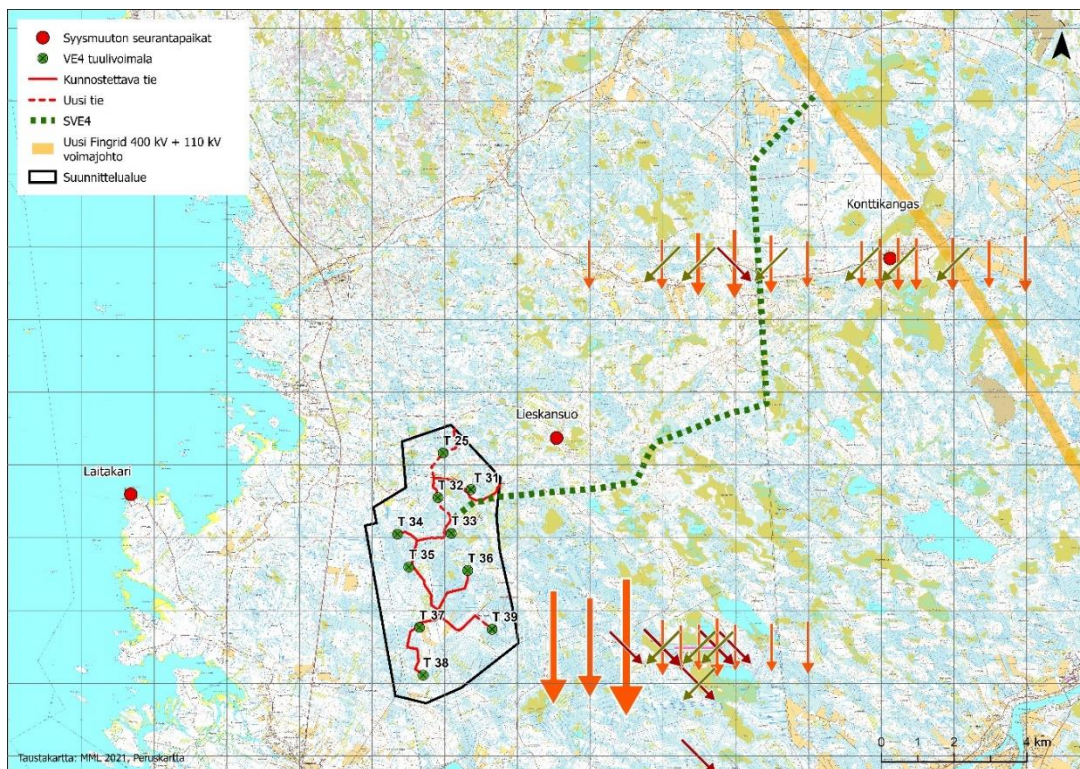 Syysmuuton seurantapaikat
VE4 tuulivoimala
Kunnostettava tie
Uusi tie
SVE4
Uusi Fingrid 400 kV + 110 kV
voimajohto
Suunnittelualue
Konttikangas
Lieskansuo
Laitakari
T 25
T 31
T 32
T 33
T 34
T 35
T 36
T 37
T 39
T 38
0 2 4 km
Taustakartta: MML 2021, Peruskartta